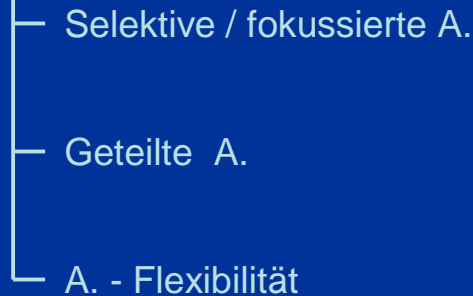 Selektive / fokussierte A.
Geteilte A.
A. - Flexibilität